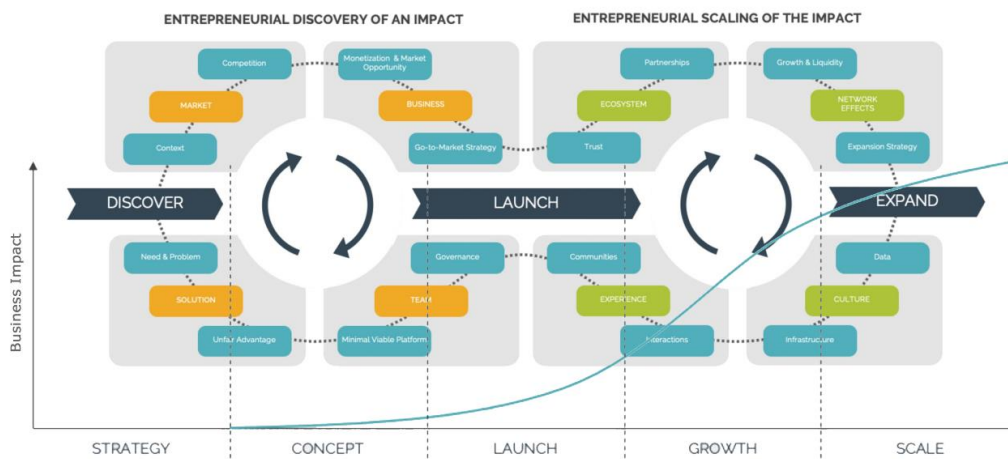 ENTREPRENEURIAL DISCOVERY OF AN IMPACT
ENTREPRENEURIAL SCALING OF THE IMPACT
Competition
Monetization & Market
Opportunity
Partnerships
Growth & Liquidity
MARKET
BUSINESS
ECOSYSTEM
NETWORK
EFFECTS
Context
Go-to-Market Strategy
Trust
Expansion Strategy
DISCOVER
LAUNCH
EXPAND
Need & Problem
Governance
Communities
Data
SOLUTION
TEAM
EXPERIENCE
CULTURE
Unfair Advantage
Minimal Viable Platform
Interactions
Infrastructure
Business Impact
STRATEGY
CONCEPT
LAUNCH
GROWTH
SCALE